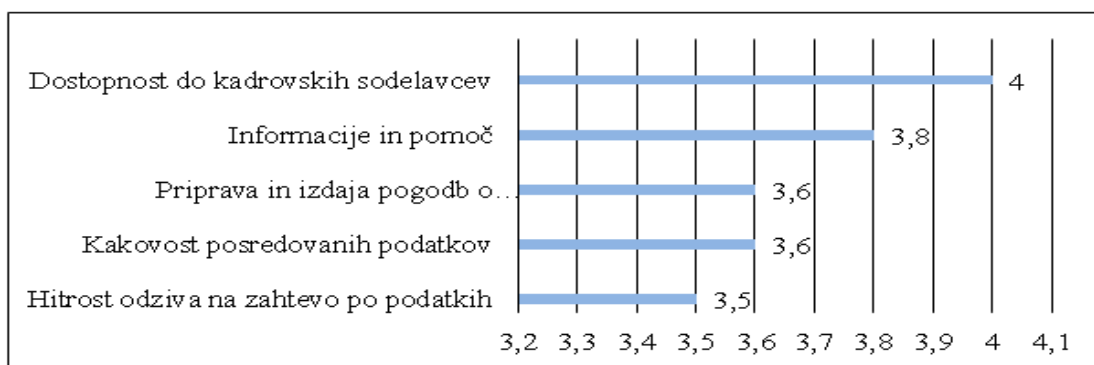 Dostopnost do kadrovskih sodelavcev
4
Informacije in pomoč
3,8
Priprava in izdaja pogodb o...
3,6
Kakovost posredovanih podatkov
3,6
Hitrost odziva na zahtevo po podatkih
3,5
3,2 3,3 3,4 3,5 3,6 3,7 3,8 3,9 4 4,1